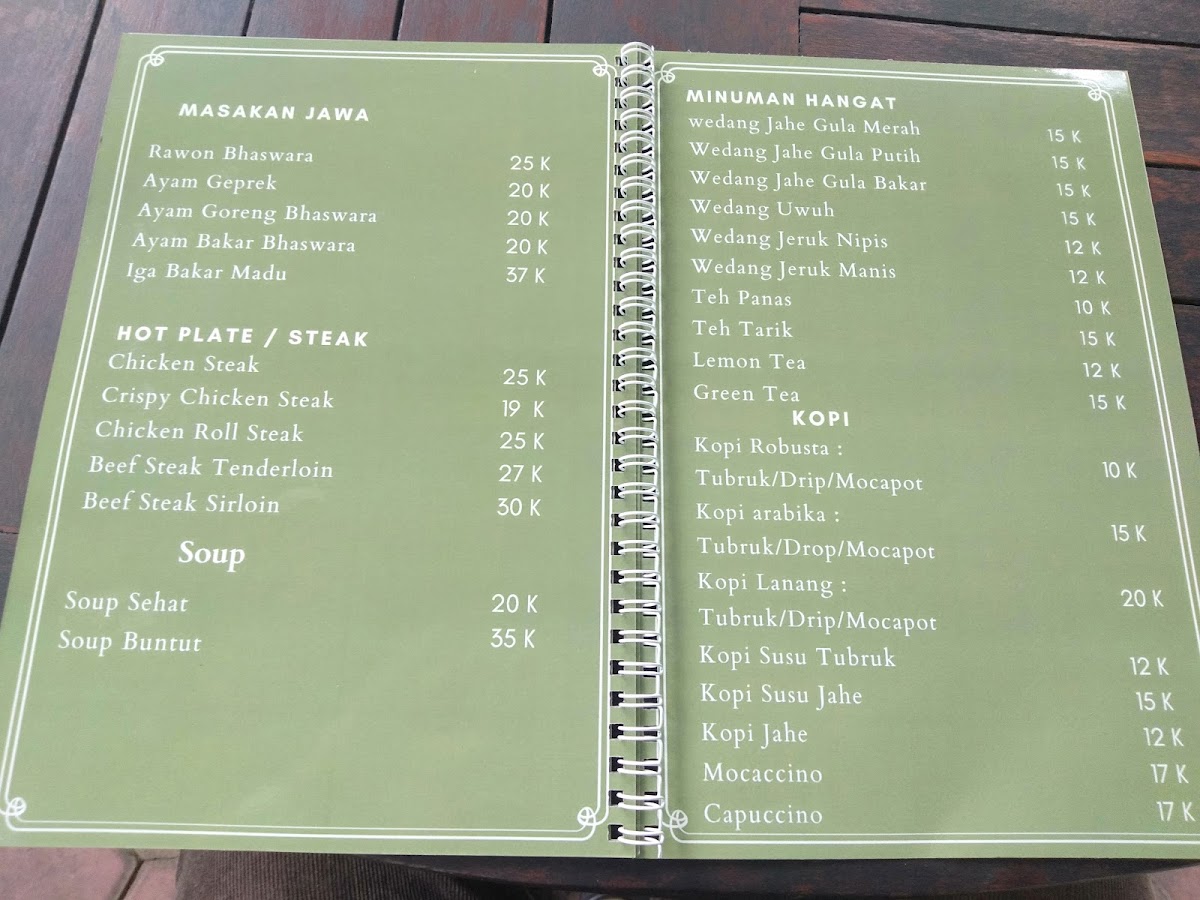 MASAKAN JAWA
Rawon Bhaswara 25 K
Ayam Geprek 20 K
Ayam Goreng Bhaswara 20 K
Ayam Bakar Bhaswara 20 K
Iga Bakar Madu 37 K
HOT PLATE / STEAK
Chicken Steak 25 K
Crispy Chicken Steak 19 K
Chicken Roll Steak 25 K
Beef Steak Tenderloin 27 K
Beef Steak Sirloin 30 K
Soup
Soup Sehat 20 K
Soup Buntut 35 K
MINUMAN HANGAT
wedang Jahe Gula Merah 15 K
Wedang Jahe Gula Putih 15 K
Wedang Jahe Gula Bakar 15 K
Wedang Uwuh 15 K
Wedang Jeruk Nipis 12 K
Wedang Jeruk Manis 12 K
Teh Panas 10 K
Teh Tarik 15 K
Lemon Tea 12 K
Green Tea 15 K
KOPI
Kopi Robusta :
Tubruk/Drip/Mocapot 10 K
Kopi arabika :
Tubruk/Drop/Mocapot 15 K
Kopi Lanang :
Tubruk/Drip/Mocapot 20 K
Kopi Susu Tubruk 12 K
Kopi Susu Jahe 15 K
Kopi Jahe 12 K
Mocaccino 17 K
Capuccino 17 K